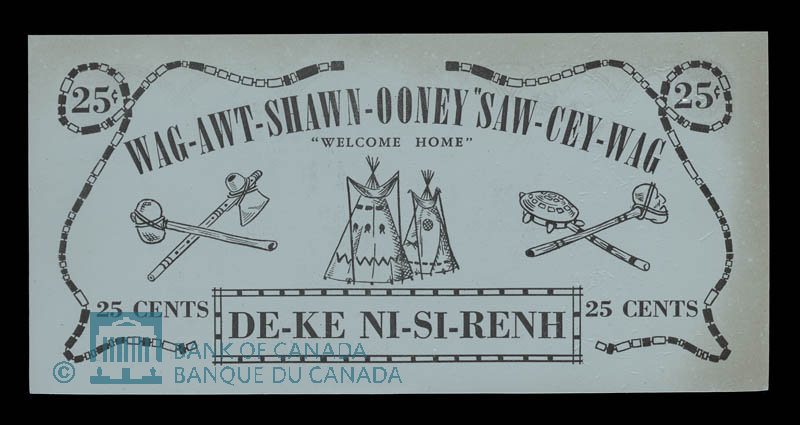 25¢ 25¢
WAG-AWT-SHAWN-OONEY "SAW-CEY-WAG
"WELCOME HOME"
25 CENTS 25 CENTS
DE-KE NI-SI-RENH
© BANK OF CANADA
BANQUE DU CANADA